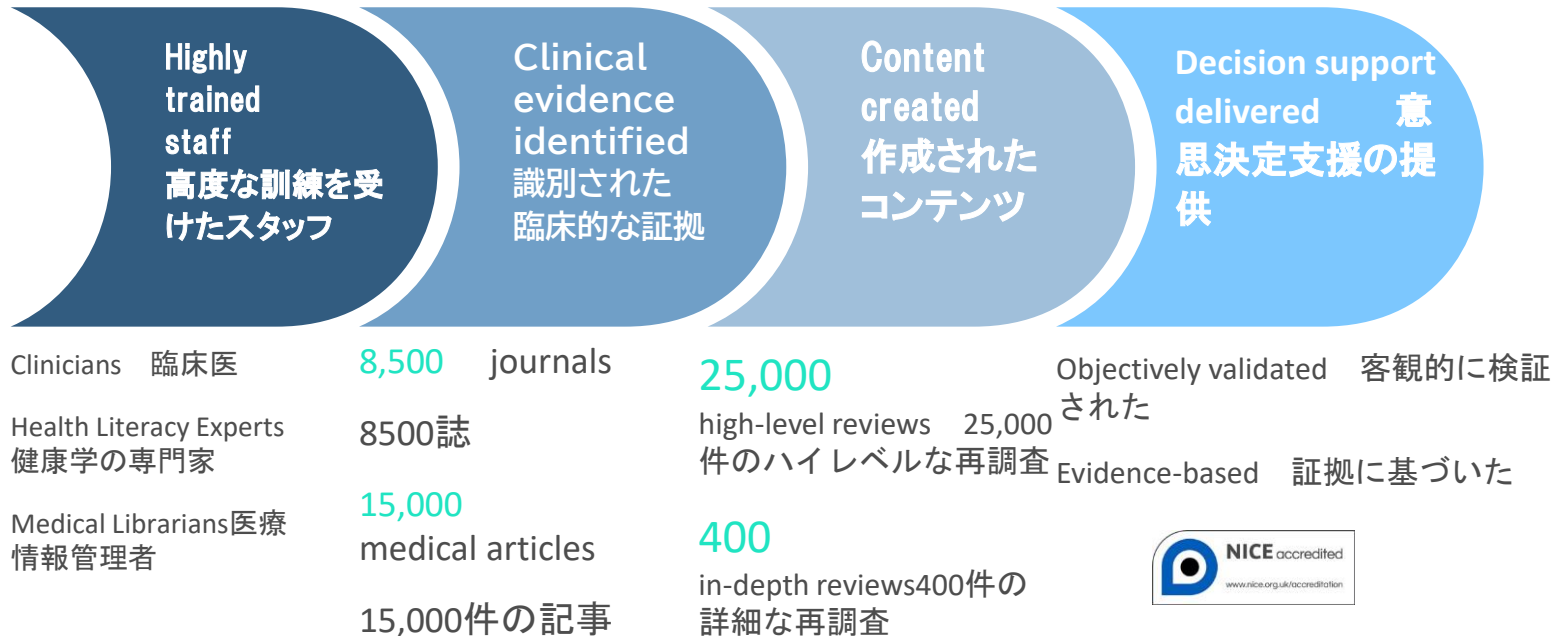 Highly
trained
staff
高度な訓練を受
けたスタッフ
Clinical
evidence
identified
識別された
臨床的な証拠
Content
created
作成された
コンテンツ
Decision support
delivered 意
思決定支援の提
供
Clinicians 臨床医
Health Literacy Experts
健康学の専門家
Medical Librarians医療
情報管理者
8,500 journals
8500誌
15,000
medical articles
15,000件の記事
25,000
high-level reviews 25,000
件のハイレベルな再調査
400
in-depth reviews400件の
詳細な再調査
Objectively validated 客観的に検証
された
Evidence-based 証拠に基づいた
NICE accredited
www.nice.org.uk/accreditation